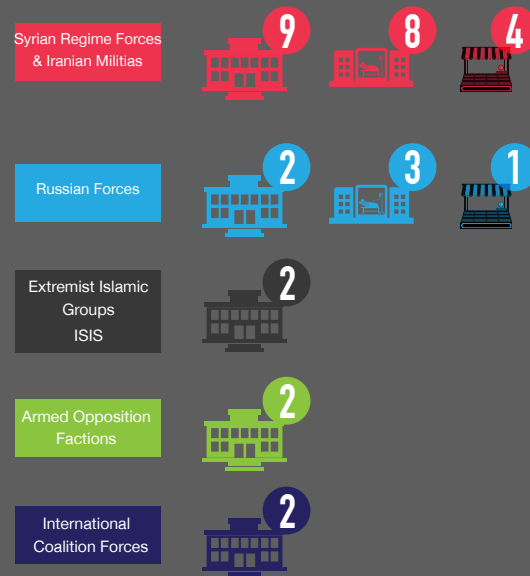 Syrian Regime Forces
& Iranian Militias
9
8
4
Russian Forces
2
3
1
Extremist Islamic
Groups
ISIS
2
Armed Opposition
Factions
2
International
Coalition Forces
2